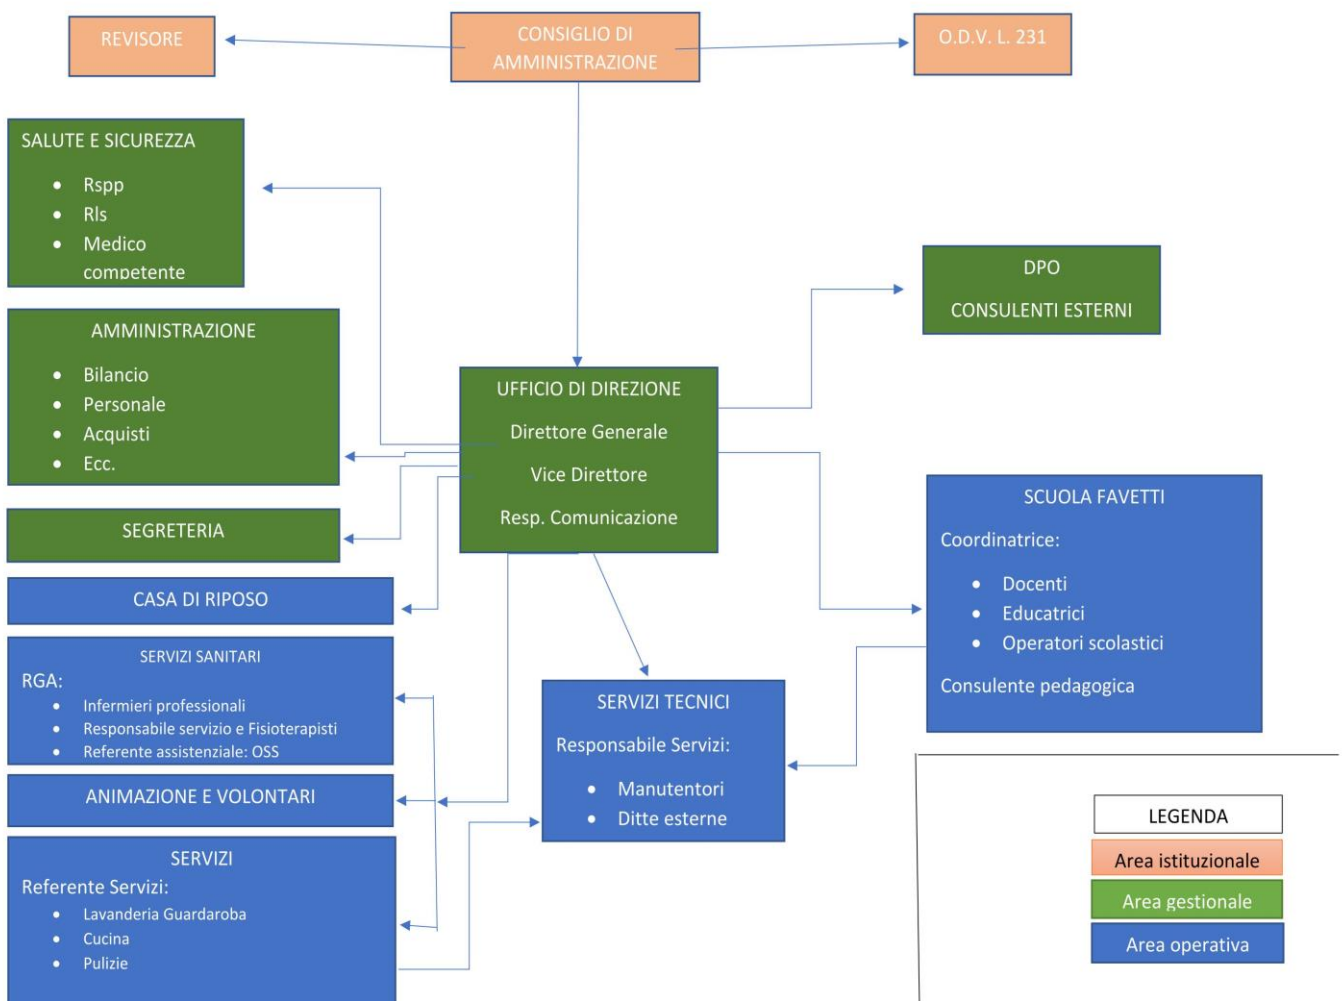 REVISORE
CONSIGLIO DI
AMMINISTRAZIONE
O.D.V. L. 231
SALUTE E SICUREZZA
• Rspp
• Rls
• Medico
competente
DPO
CONSULENTI ESTERNI
AMMINISTRAZIONE
• Bilancio
• Personale
• Acquisti
• Ecc.
UFFICIO DI DIREZIONE
Direttore Generale
Vice Direttore
Resp. Comunicazione
SEGRETERIA
SCUOLA FAVETTI
Coordinatrice:
• Docenti
• Educatrici
• Operatori scolastici
Consulente pedagogica
CASA DI RIPOSO
SERVIZI SANITARI
RGA:
• Infermieri professionali
• Responsabile servizio e Fisioterapisti
• Referente assistenziale: OSS
SERVIZI TECNICI
Responsabile Servizi:
• Manutentori
• Ditte esterne
ANIMAZIONE E VOLONTARI
SERVIZI
Referente Servizi:
• Lavanderia Guardaroba
• Cucina
• Pulizie
LEGENDA
Area istituzionale
Area gestionale
Area operativa